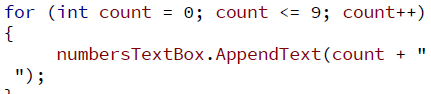 for (int count = 0; count <= 9; count++)
{
numbersTextBox.AppendText(count + "
");
}